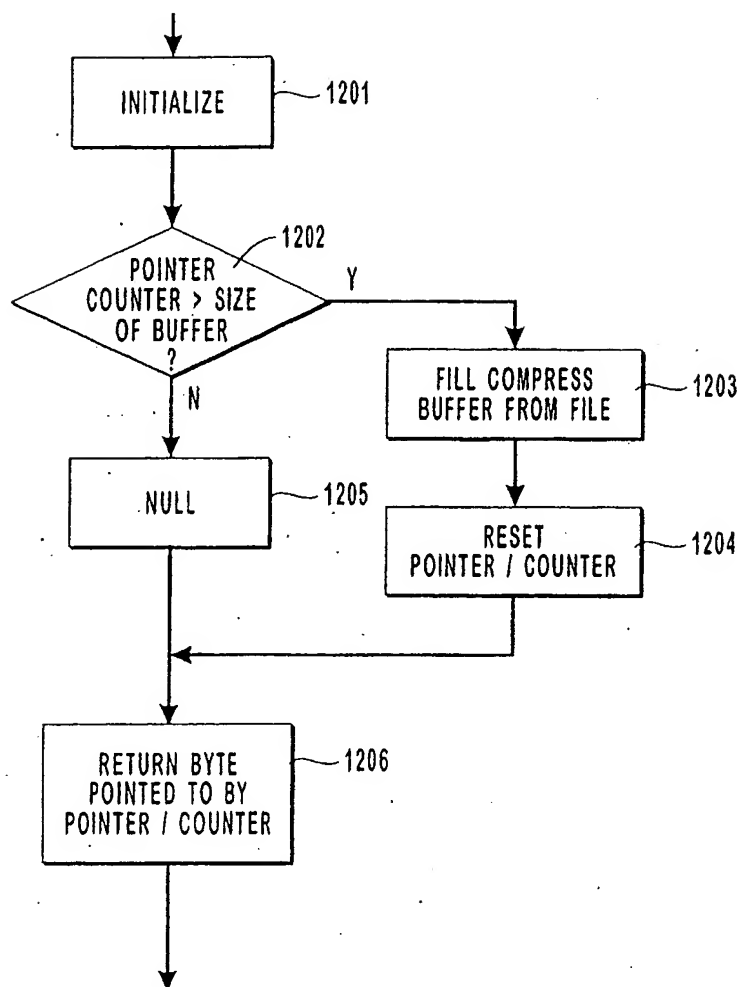 INITIALIZE
1201
1202
POINTER
COUNTER > SIZE
OF BUFFER
?
Y
N
FILL COMPRESS
BUFFER FROM FILE
1203
NULL
1205
RESET
POINTER / COUNTER
1204
RETURN BYTE
POINTED TO BY
POINTER / COUNTER
1206